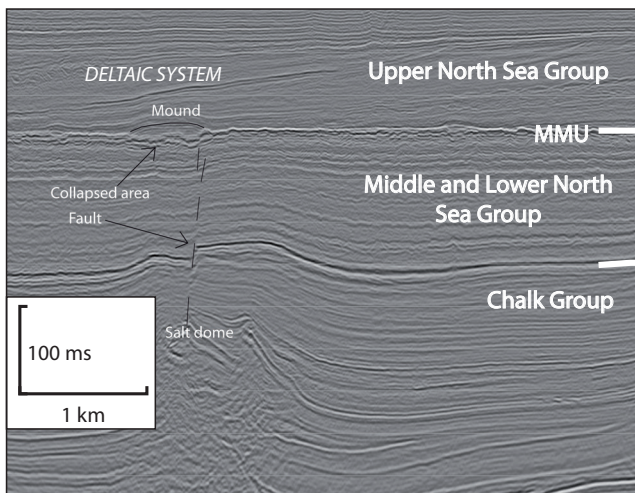 Upper North Sea Group
DELTAIC SYSTEM
Mound
MMU
Collapsed area
Middle and Lower North
Sea Group
Fault
Chalk Group
Salt dome
100 ms
1 km